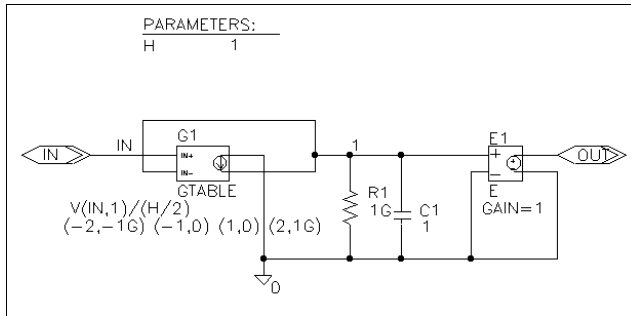 PARAMETERS:
H 1
IN
IN
G1
IN+
IN-
GTABLE
V(IN,1)/(H/2)
(-2,-1G) (-1,0) (1,0) (2,1G)
1
R1
1G
C1
1
0
E1
+
-
E
GAIN=1
OUT